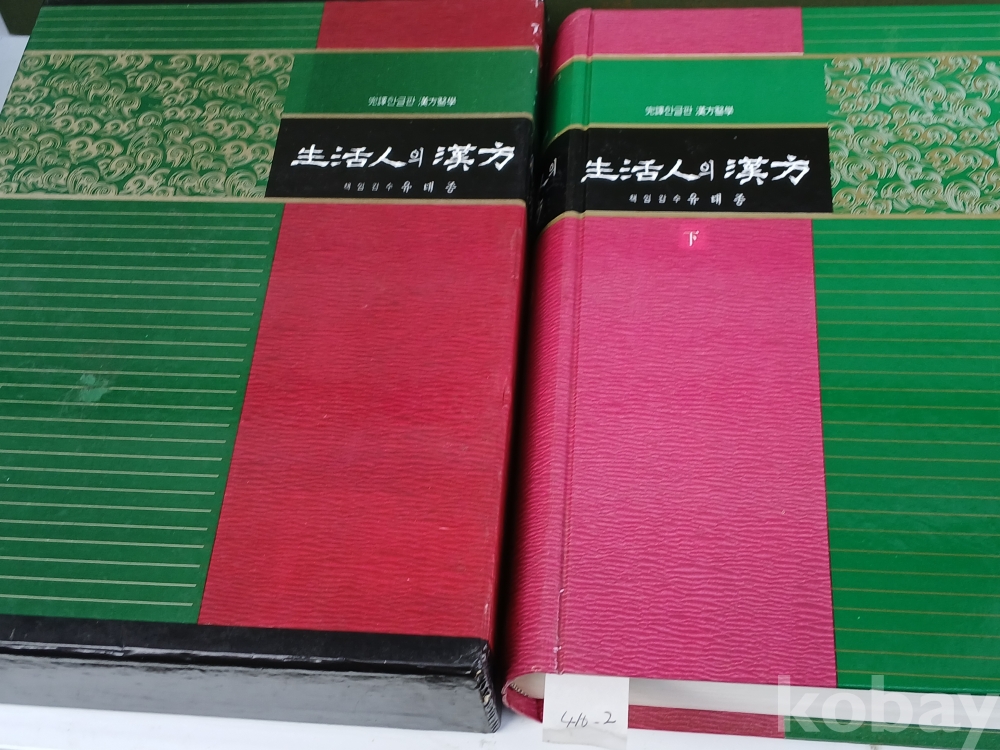 完譯한글판 漢方醫學
生活人의 漢方
책임감수 유태종
完譯한글판 漢方醫學
生活人의 漢方
책임감수 유태종
下
의
416-2
kobay